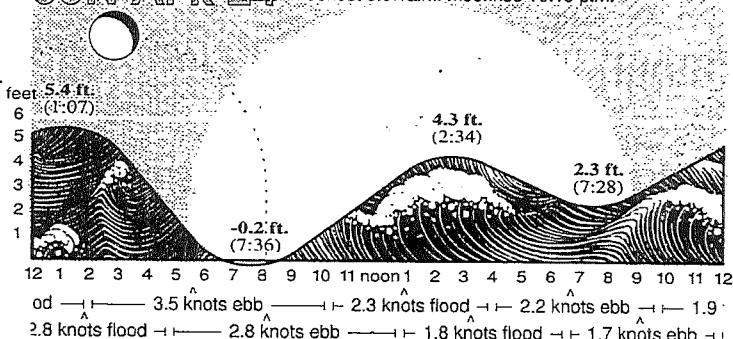 feet 5.4 ft.
(1:07)
6
5
4
3
2
1
4.3 ft.
(2:34)
2.3 ft.
(7:28)
-0.2 ft.
(7:36)
12 1 2 3 4 5 6 7 8 9 10 11 noon 1 2 3 4 5 6 7 8 9 10 11 12
3.5 knots ebb 2.3 knots flood 2.2 knots ebb 1.9
2.8 knots flood 2.8 knots ebb 1.8 knots flood 1.7 knots ebb